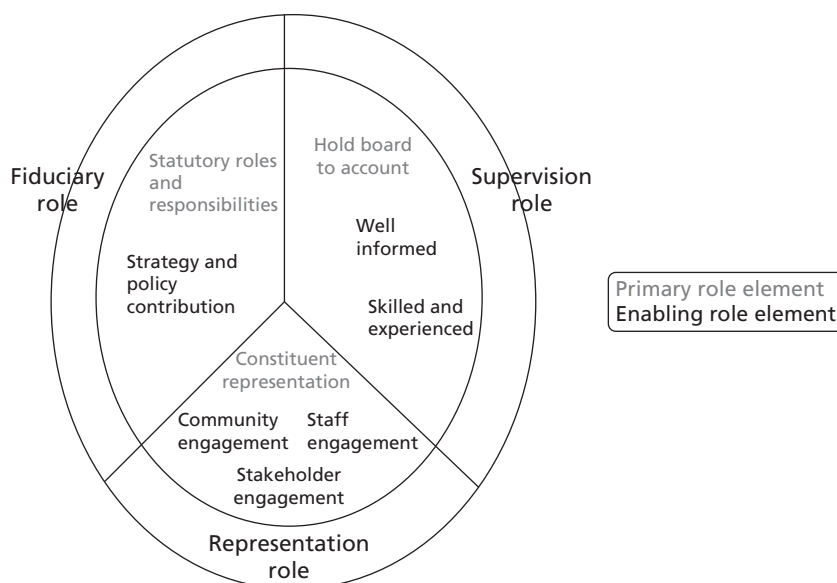 Fiduciary
role
Statutory roles
and
responsibilities
Strategy and
policy
contribution
Hold board
to account
Well
informed
Skilled and
experienced
Supervision
role
Constituent
representation
Community
engagement
Staff
engagement
Stakeholder
engagement
Representation
role
Primary role element
Enabling role element